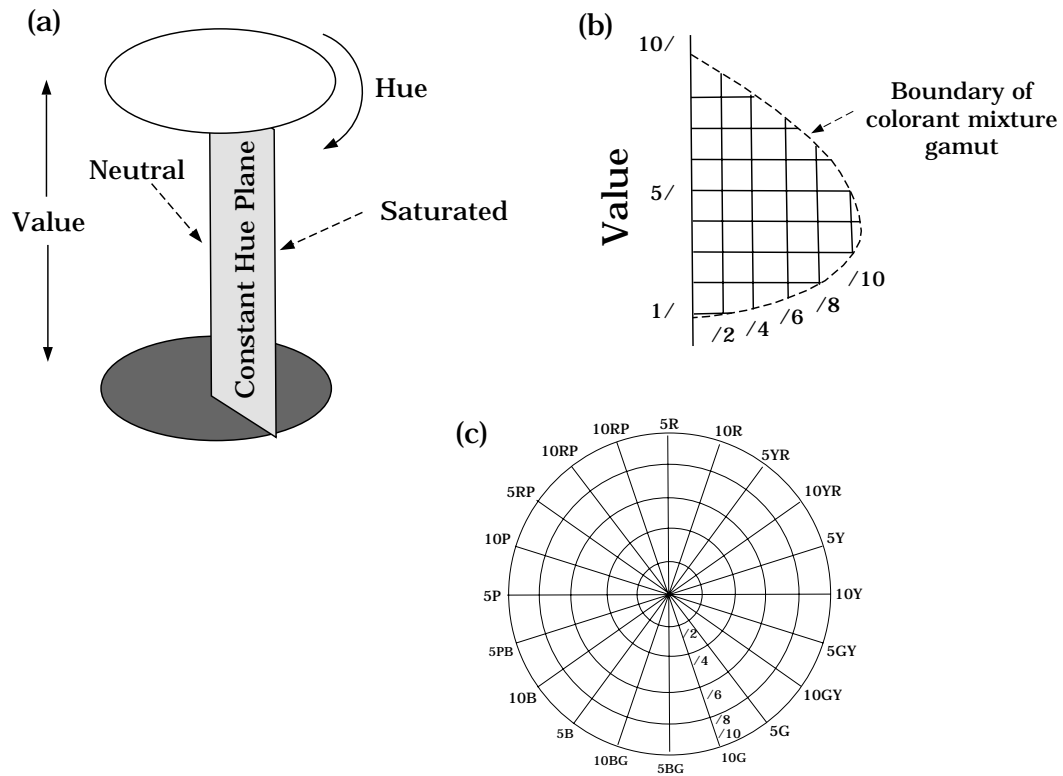 (a)
Hue
Neutral
Value
Saturated
Constant Hue Plane
(b)
10/
5/
1/
Value
Boundary of
colorant mixture
gamut
/2
/4
/6
/8
/10
(c)
5R
10R
5YR
10YR
5Y
10Y
5GY
10GY
5G
10G
5BG
10BG
5B
10B
5PB
5P
10P
5RP
10RP
10RP
/2
/4
/6
/8
/10